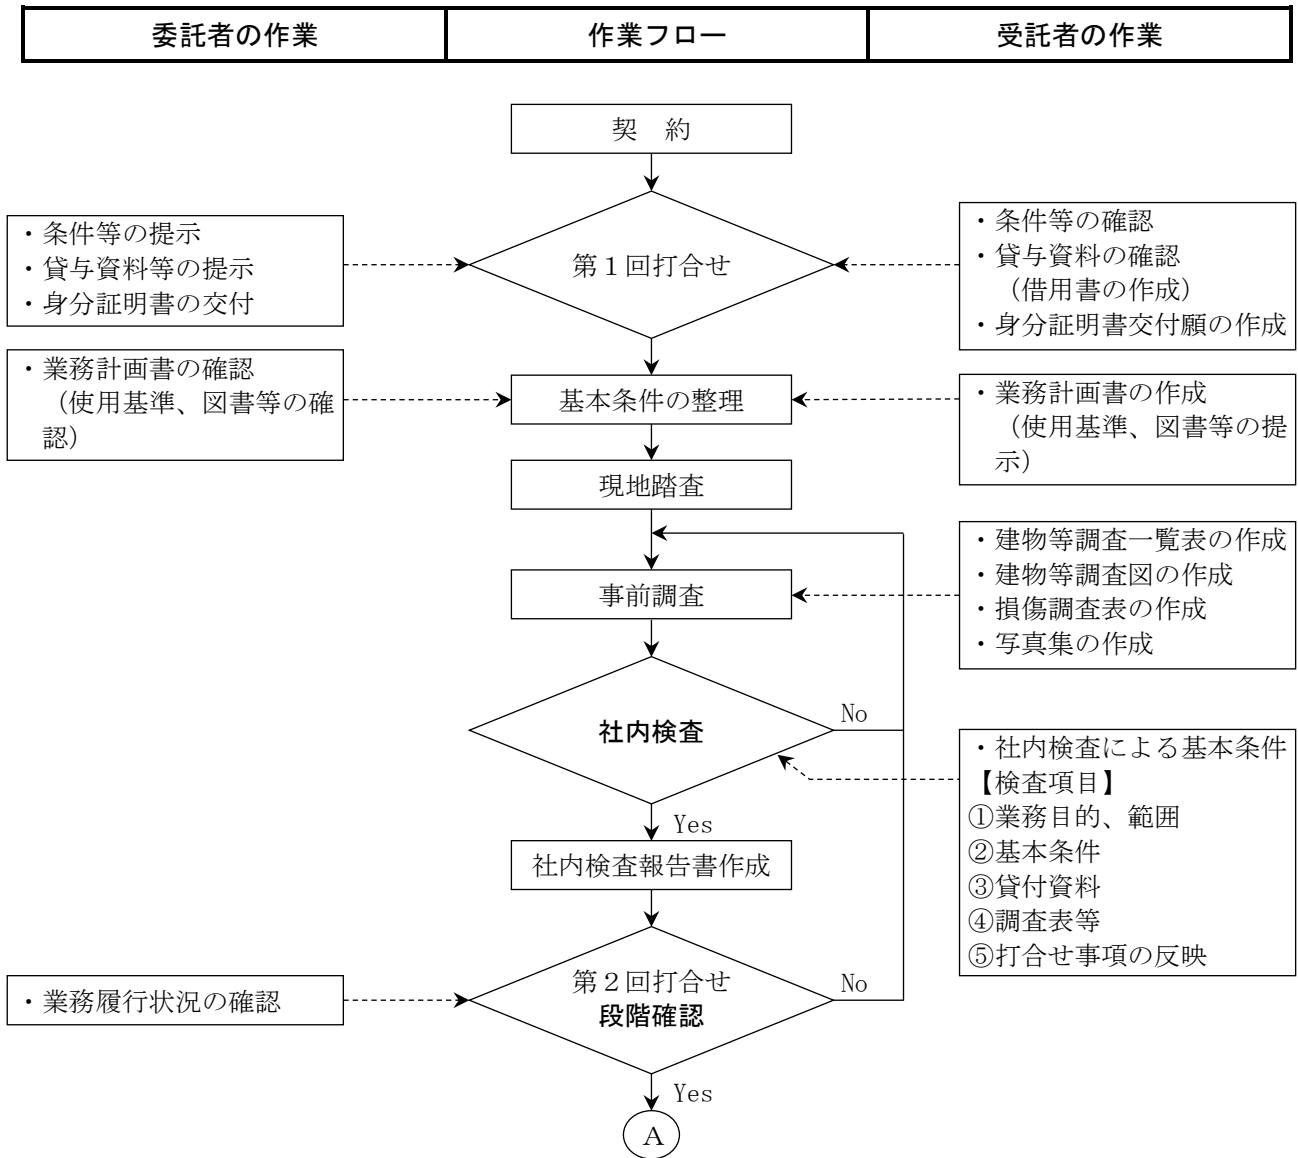 委託者の作業
作業フロー
受託者の作業
契　約
・条件等の提示
・貸与資料等の提示
・身分証明書の交付
第１回打合せ
・条件等の確認
・貸与資料の確認
（借用書の作成）
・身分証明書交付願の作成
・業務計画書の確認
（使用基準、図書等の確
認）
基本条件の整理
・業務計画書の作成
（使用基準、図書等の提
示）
現地踏査
事前調査
・建物等調査一覧表の作成
・建物等調査図の作成
・損傷調査表の作成
・写真集の作成
社内検査
No
・社内検査による基本条件
【検査項目】
①業務目的、範囲
②基本条件
③貸付資料
④調査表等
⑤打合せ事項の反映
Yes
社内検査報告書作成
・業務履行状況の確認
第２回打合せ
段階確認
No
Yes
A